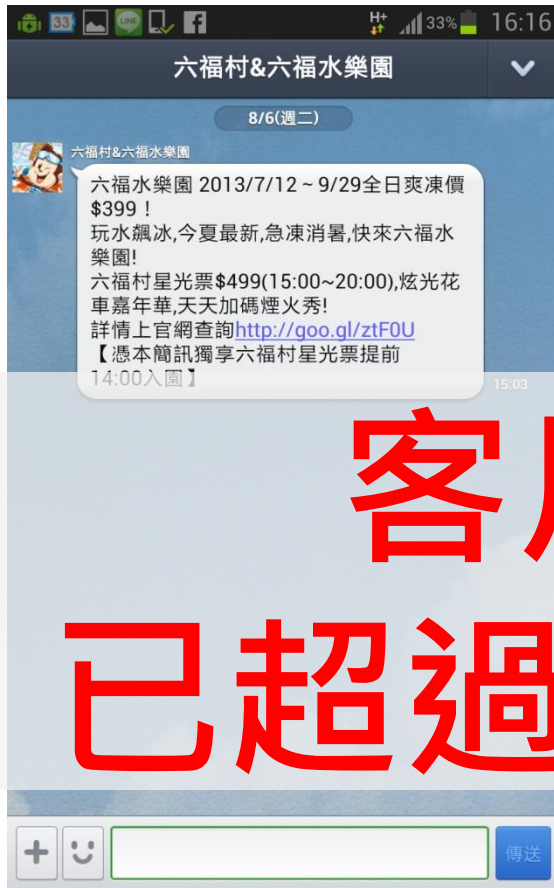 33 LINE H+ 33% 16:16
六福村&六福水樂園
8/6(週二)
六福村&六福水樂園
六福水樂園 2013/7/12 ~ 9/29全日爽凍價
$399！
玩水飆冰,今夏最新,急凍消暑,快來六福水
樂園!
六福村星光票$499(15:00~20:00),炫光花
車嘉年華,天天加碼煙火秀!
詳情上官網查詢http://goo.gl/ztF0U
【憑本簡訊獨享六福村星光票提前
14:00入園】
15:03
客
已超過
傳送